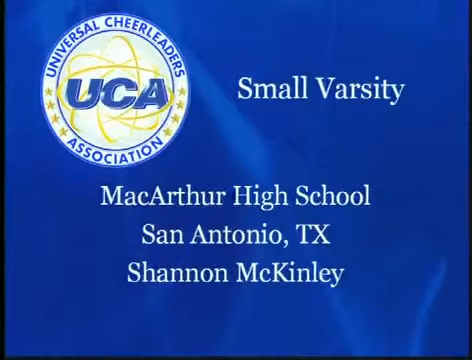 UNIVERSAL CHEERLEADERS
UCA
ASSOCIATION
Small Varsity
MacArthur High School
San Antonio, TX
Shannon McKinley